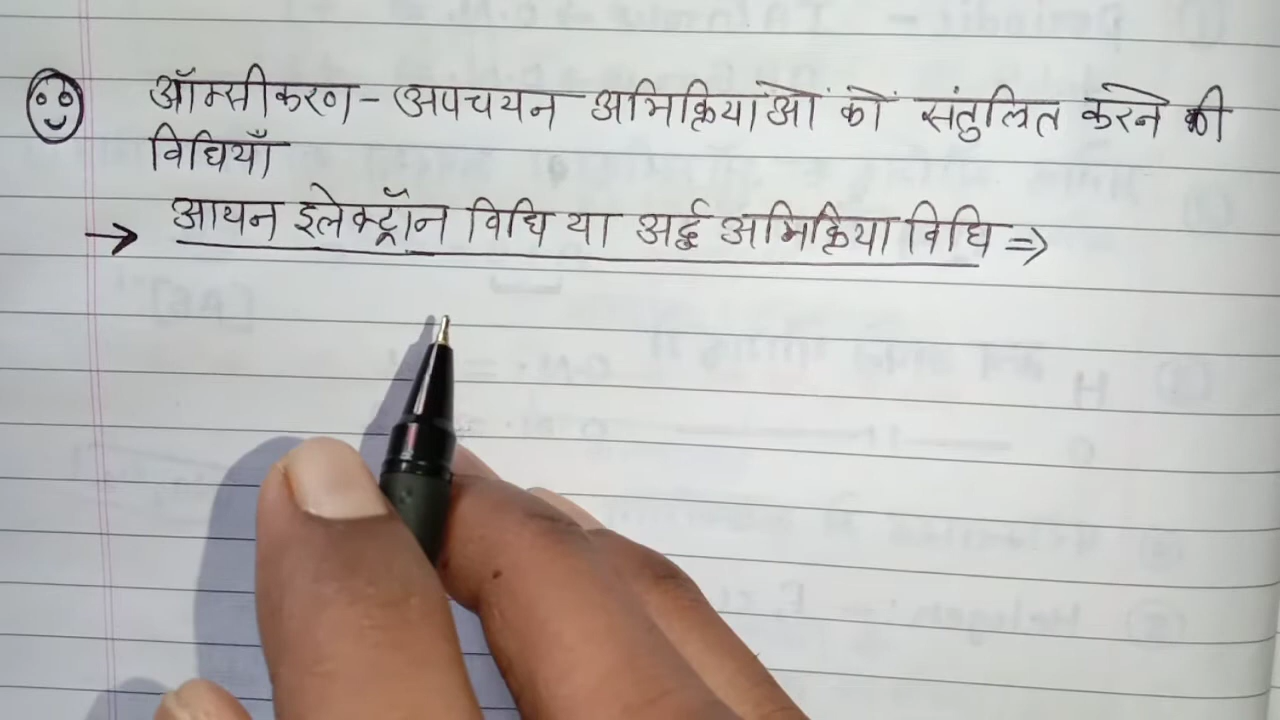 ऑक्सीकरण - अपचयन अभिक्रियाओं को संतुलित करने की
विधियाँ
→ आयन इलेक्ट्रॉन विधि या अर्द्ध अभिक्रिया विधि ⇒